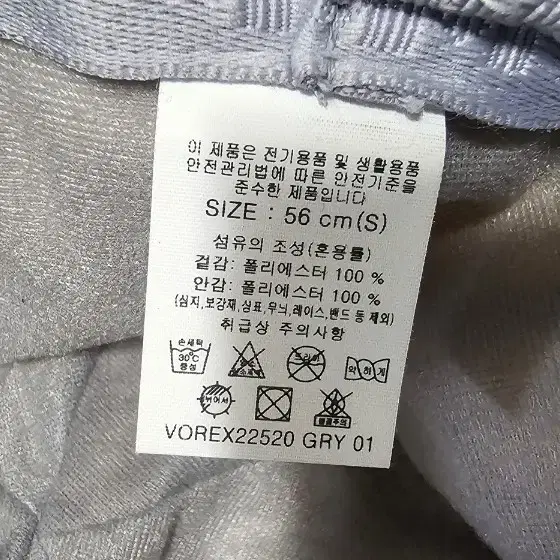 이 제품은 전기용품 및 생활용품
안전관리법에 따른 안전기준을
준수한 제품입니다
SIZE : 56 cm(S)
섬유의 조성(혼용률)
겉감: 폴리에스터 100 %
안감: 폴리에스터 100 %
(심지,보강재,상표,무늬,레이스,밴드 등 제외)
취급상 주의사항
손세탁
30℃
중성
드라이
약하게
뉘어서
VOREX22520 GRY 01